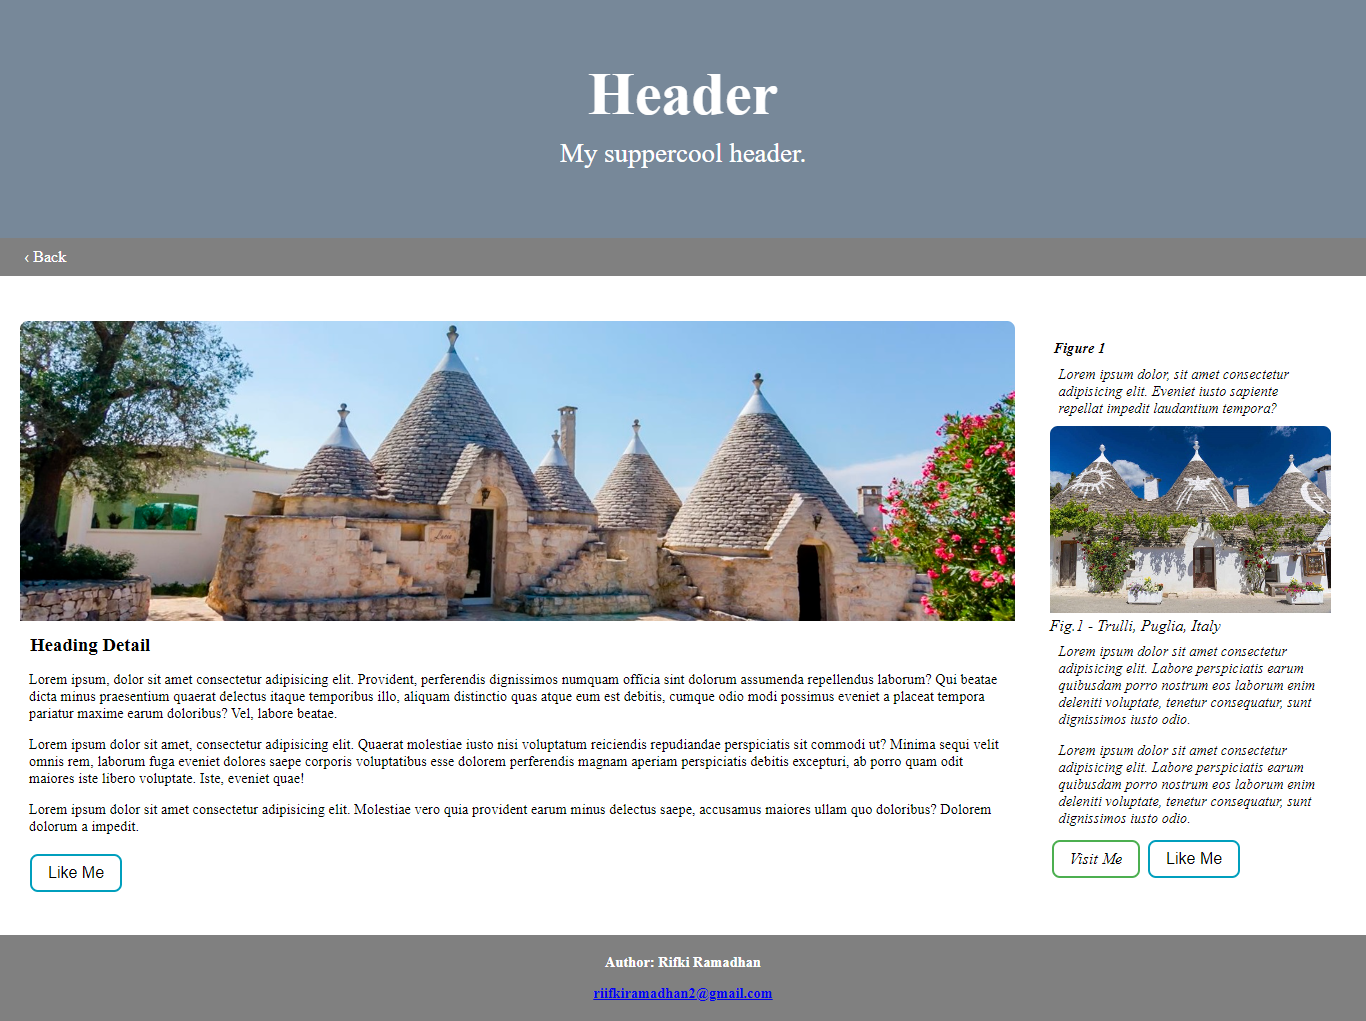 Header
My suppercool header.
‹ Back
Heading Detail
Lorem ipsum, dolor sit amet consectetur adipisicing elit. Provident, perferendis dignissimos numquam officia sint dolorum assumenda repellendus laborum? Qui beatae
dicta minus praesentium quaerat delectus itaque temporibus illo, aliquam distinctio quas atque eum est debitis, cumque odio modi possimus eveniet a placeat tempora
pariatur maxime earum doloribus? Vel, labore beatae.
Lorem ipsum dolor sit amet, consectetur adipisicing elit. Quaerat molestiae iusto nisi voluptatum reiciendis repudiandae perspiciatis sit commodi ut? Minima sequi velit
omnis rem, laborum fuga eveniet dolores saepe corporis voluptatibus esse dolorem perferendis magnam aperiam perspiciatis debitis excepturi, ab porro quam odit
maiores iste libero voluptate. Iste, eveniet quae!
Lorem ipsum dolor sit amet consectetur adipisicing elit. Molestiae vero quia provident earum minus delectus saepe, accusamus maiores ullam quo doloribus? Dolorem
dolorum a impedit.
Like Me
Figure 1
Lorem ipsum dolor, sit amet consectetur
adipisicing elit. Eveniet iusto sapiente
repellat impedit laudantium tempora?
Fig.1 - Trulli, Puglia, Italy
Lorem ipsum dolor sit amet consectetur
adipisicing elit. Labore perspiciatis earum
quibusdam porro nostrum eos laborum enim
deleniti voluptate, tenetur consequatur, sunt
dignissimos iusto odio.
Lorem ipsum dolor sit amet consectetur
adipisicing elit. Labore perspiciatis earum
quibusdam porro nostrum eos laborum enim
deleniti voluptate, tenetur consequatur, sunt
dignissimos iusto odio.
Visit Me
Like Me
Author: Rifki Ramadhan
riifkiramadhan2@gmail.com